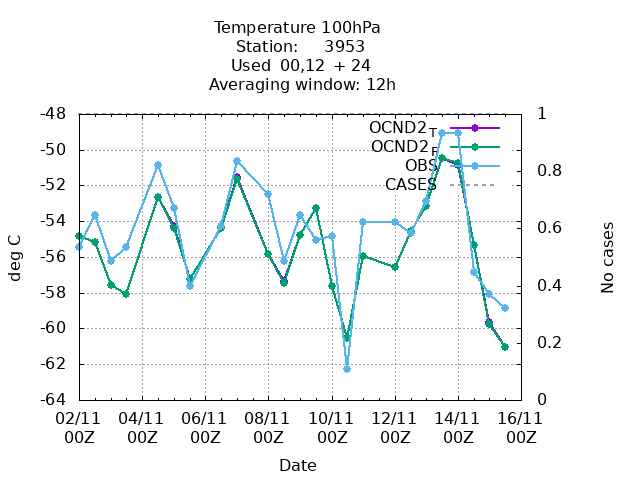 Temperature 100hPa
Station: 3953
Used 00,12 + 24
Averaging window: 12h
-48
-50
-52
-54
-56
-58
-60
-62
-64
deg C
1
0.8
0.6
0.4
0.2
0
No cases
OCND2_T
OCND2_F
OBS
CASES
02/11 04/11 06/11 08/11 10/11 12/11 14/11 16/11
00Z 00Z 00Z 00Z 00Z 00Z 00Z 00Z
Date